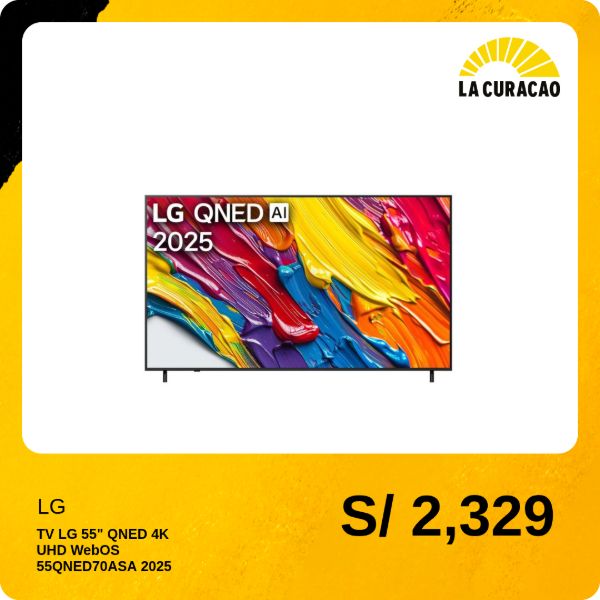 LA CURACAO
LG QNED AI
2025
LG
S/ 2,329
TV LG 55" QNED 4K
UHD WebOS
55QNED70ASA 2025